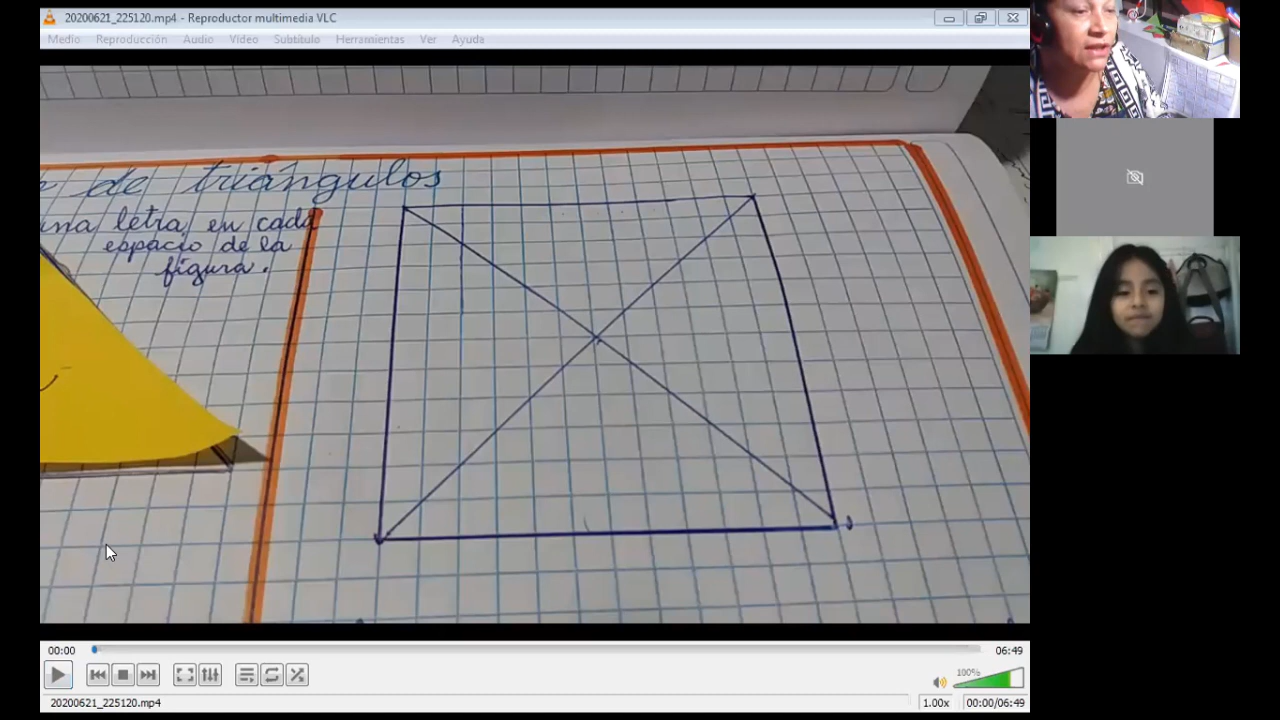 20200621_225120.mp4 - Reproductor multimedia VLC
Medio Reproducción Audio Vídeo Subtítulo Herramientas Ver Ayuda
de triángulos
una letra en cada
espacio de la
figura.
00:00
06:49
100%
20200621_225120.mp4
1.00x
00:00/06:49